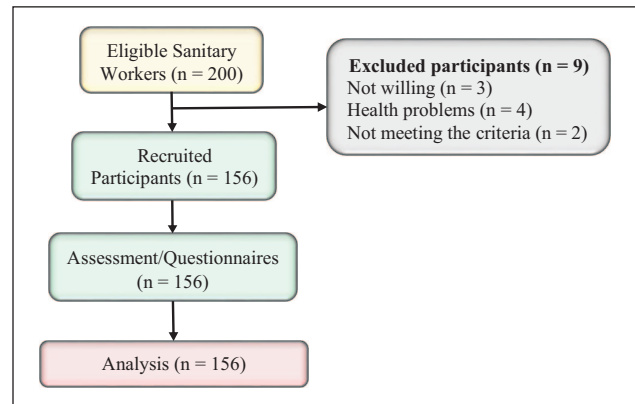 Eligible Sanitary
Workers (n = 200)
Excluded participants (n = 9)
Not willing (n = 3)
Health problems (n = 4)
Not meeting the criteria (n = 2)
Recruited
Participants (n = 156)
Assessment/Questionnaires
(n = 156)
Analysis (n = 156)